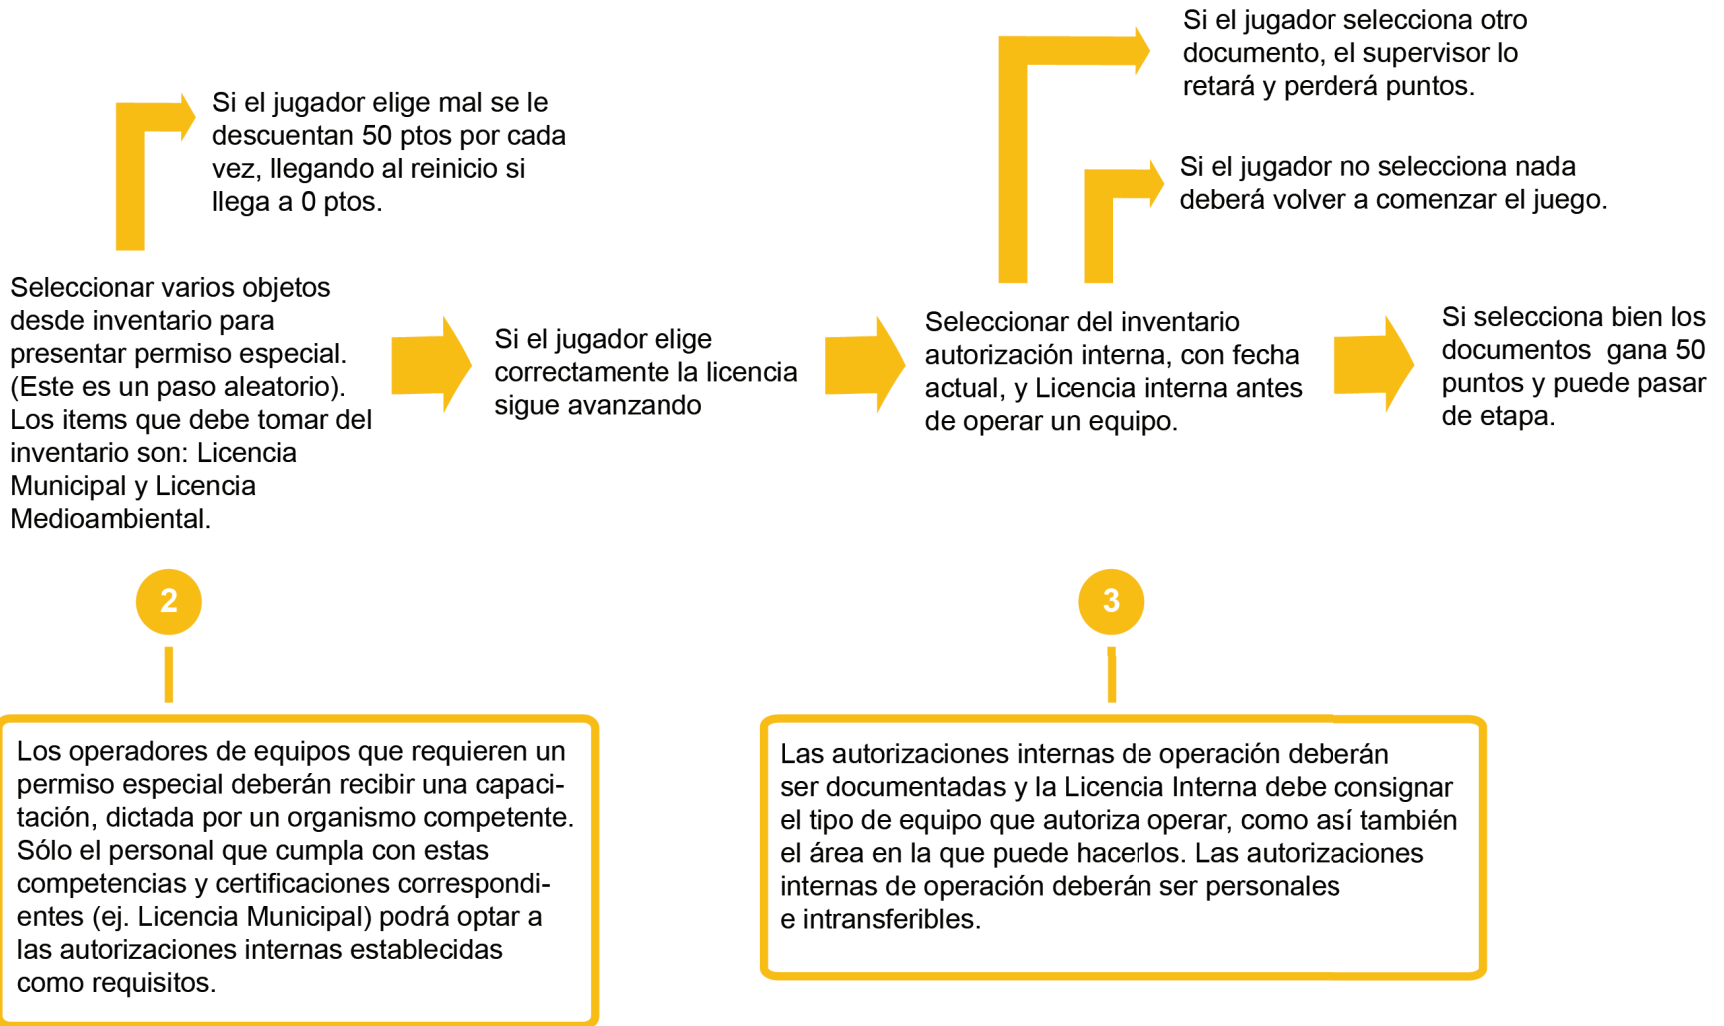 Si el jugador selecciona otro
documento, el supervisor lo
retará y perderá puntos.
Si el jugador elige mal se le
descuentan 50 ptos por cada
vez, llegando al reinicio si
llega a 0 ptos.
Si el jugador no selecciona nada
deberá volver a comenzar el juego.
Seleccionar varios objetos
desde inventario para
presentar permiso especial.
(Este es un paso aleatorio).
Los items que debe tomar del
inventario son: Licencia
Municipal y Licencia
Medioambiental.
Si el jugador elige
correctamente la licencia
sigue avanzando
Seleccionar del inventario
autorización interna, con fecha
actual, y Licencia interna antes
de operar un equipo.
Si selecciona bien los
documentos  gana 50
puntos y puede pasar
de etapa.
2
3
Los operadores de equipos que requieren un
permiso especial deberán recibir una capaci-
tación, dictada por un organismo competente.
Sólo el personal que cumpla con estas
competencias y certificaciones correspondi-
entes (ej. Licencia Municipal) podrá optar a
las autorizaciones internas establecidas
como requisitos.
Las autorizaciones internas de operación deberán
ser documentadas y la Licencia Interna debe consignar
el tipo de equipo que autoriza operar, como así también
el área en la que puede hacerlos. Las autorizaciones
internas de operación deberán ser personales
e intransferibles.